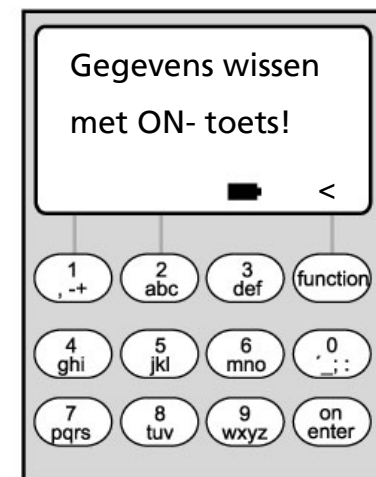 Gegevens wissen
met ON- toets!
<
1
, -+
2
abc
3
def
function
4
ghi
5
jkl
6
mno
0
´_; :
7
pqrs
8
tuv
9
wxyz
on
enter